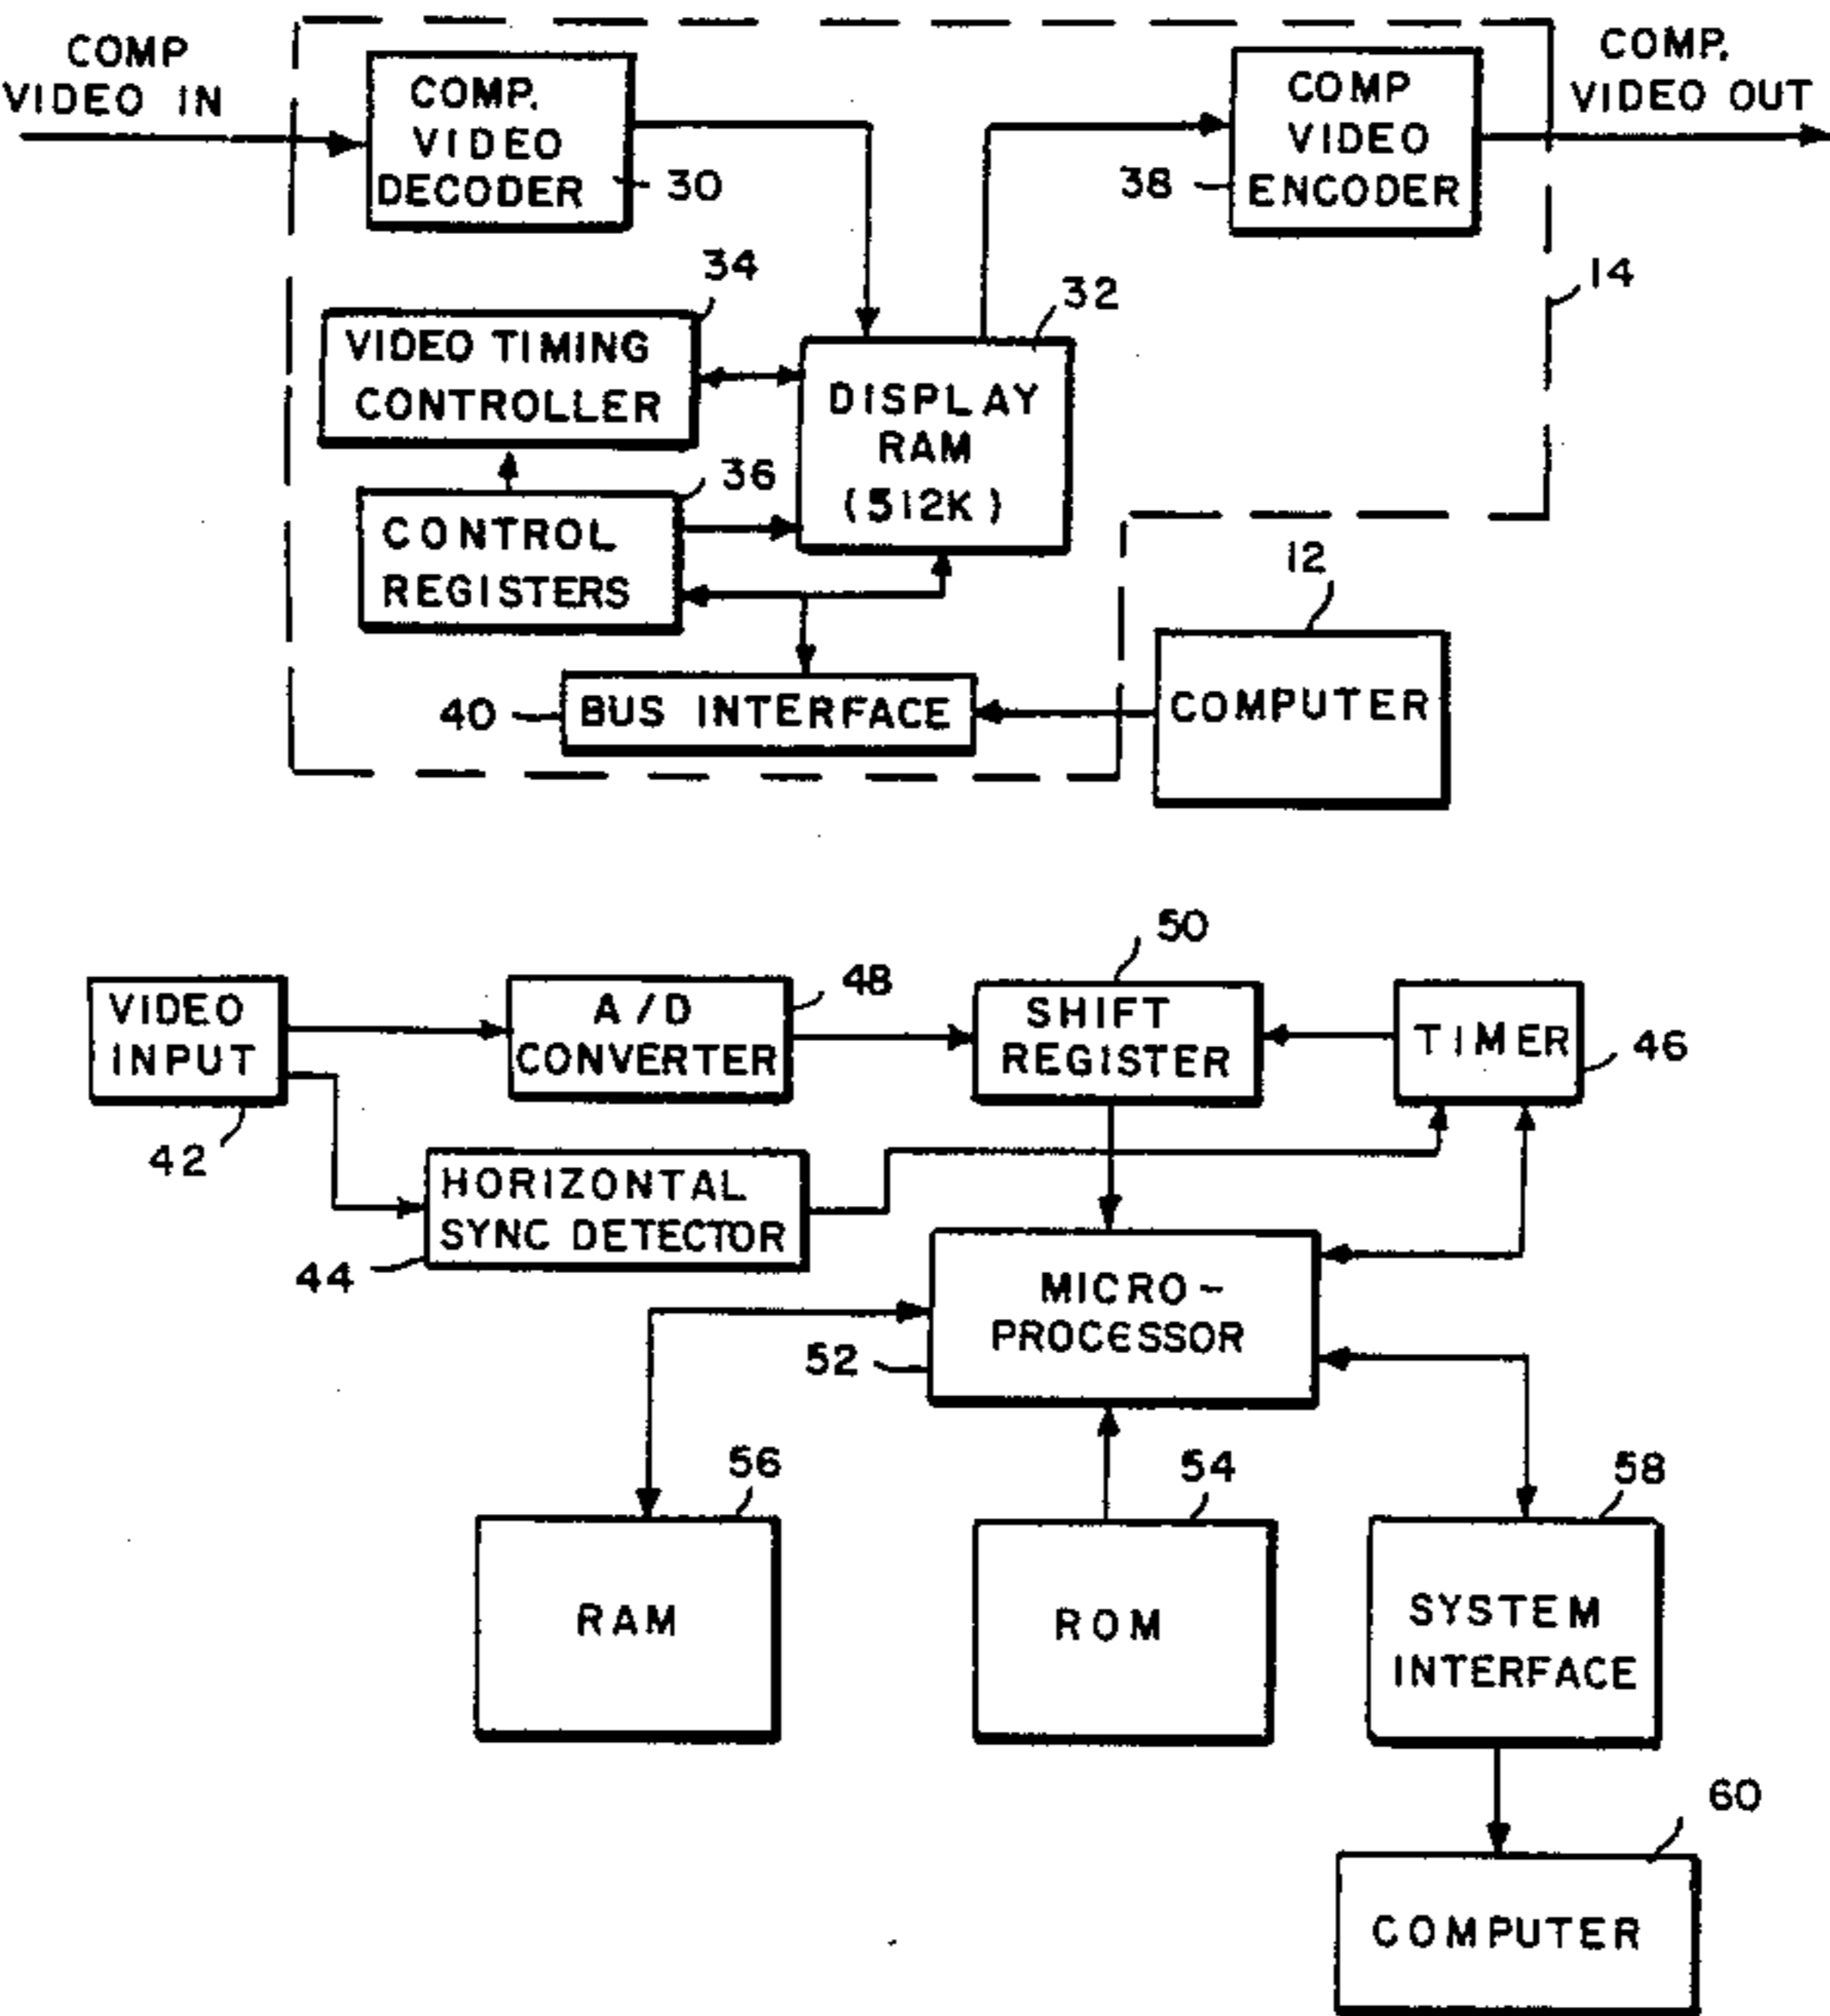 COMP
VIDEO IN
COMP.
VIDEO
DECODER
30
COMP
VIDEO
ENCODER
38
COMP.
VIDEO OUT
14
34
VIDEO TIMING
CONTROLLER
32
DISPLAY
RAM
(512K)
36
CONTROL
REGISTERS
12
COMPUTER
40
BUS INTERFACE
VIDEO
INPUT
42
A/D
CONVERTER
48
50
SHIFT
REGISTER
TIMER
46
HORIZONTAL
SYNC DETECTOR
44
MICRO-
PROCESSOR
52
56
RAM
54
ROM
58
SYSTEM
INTERFACE
60
COMPUTER